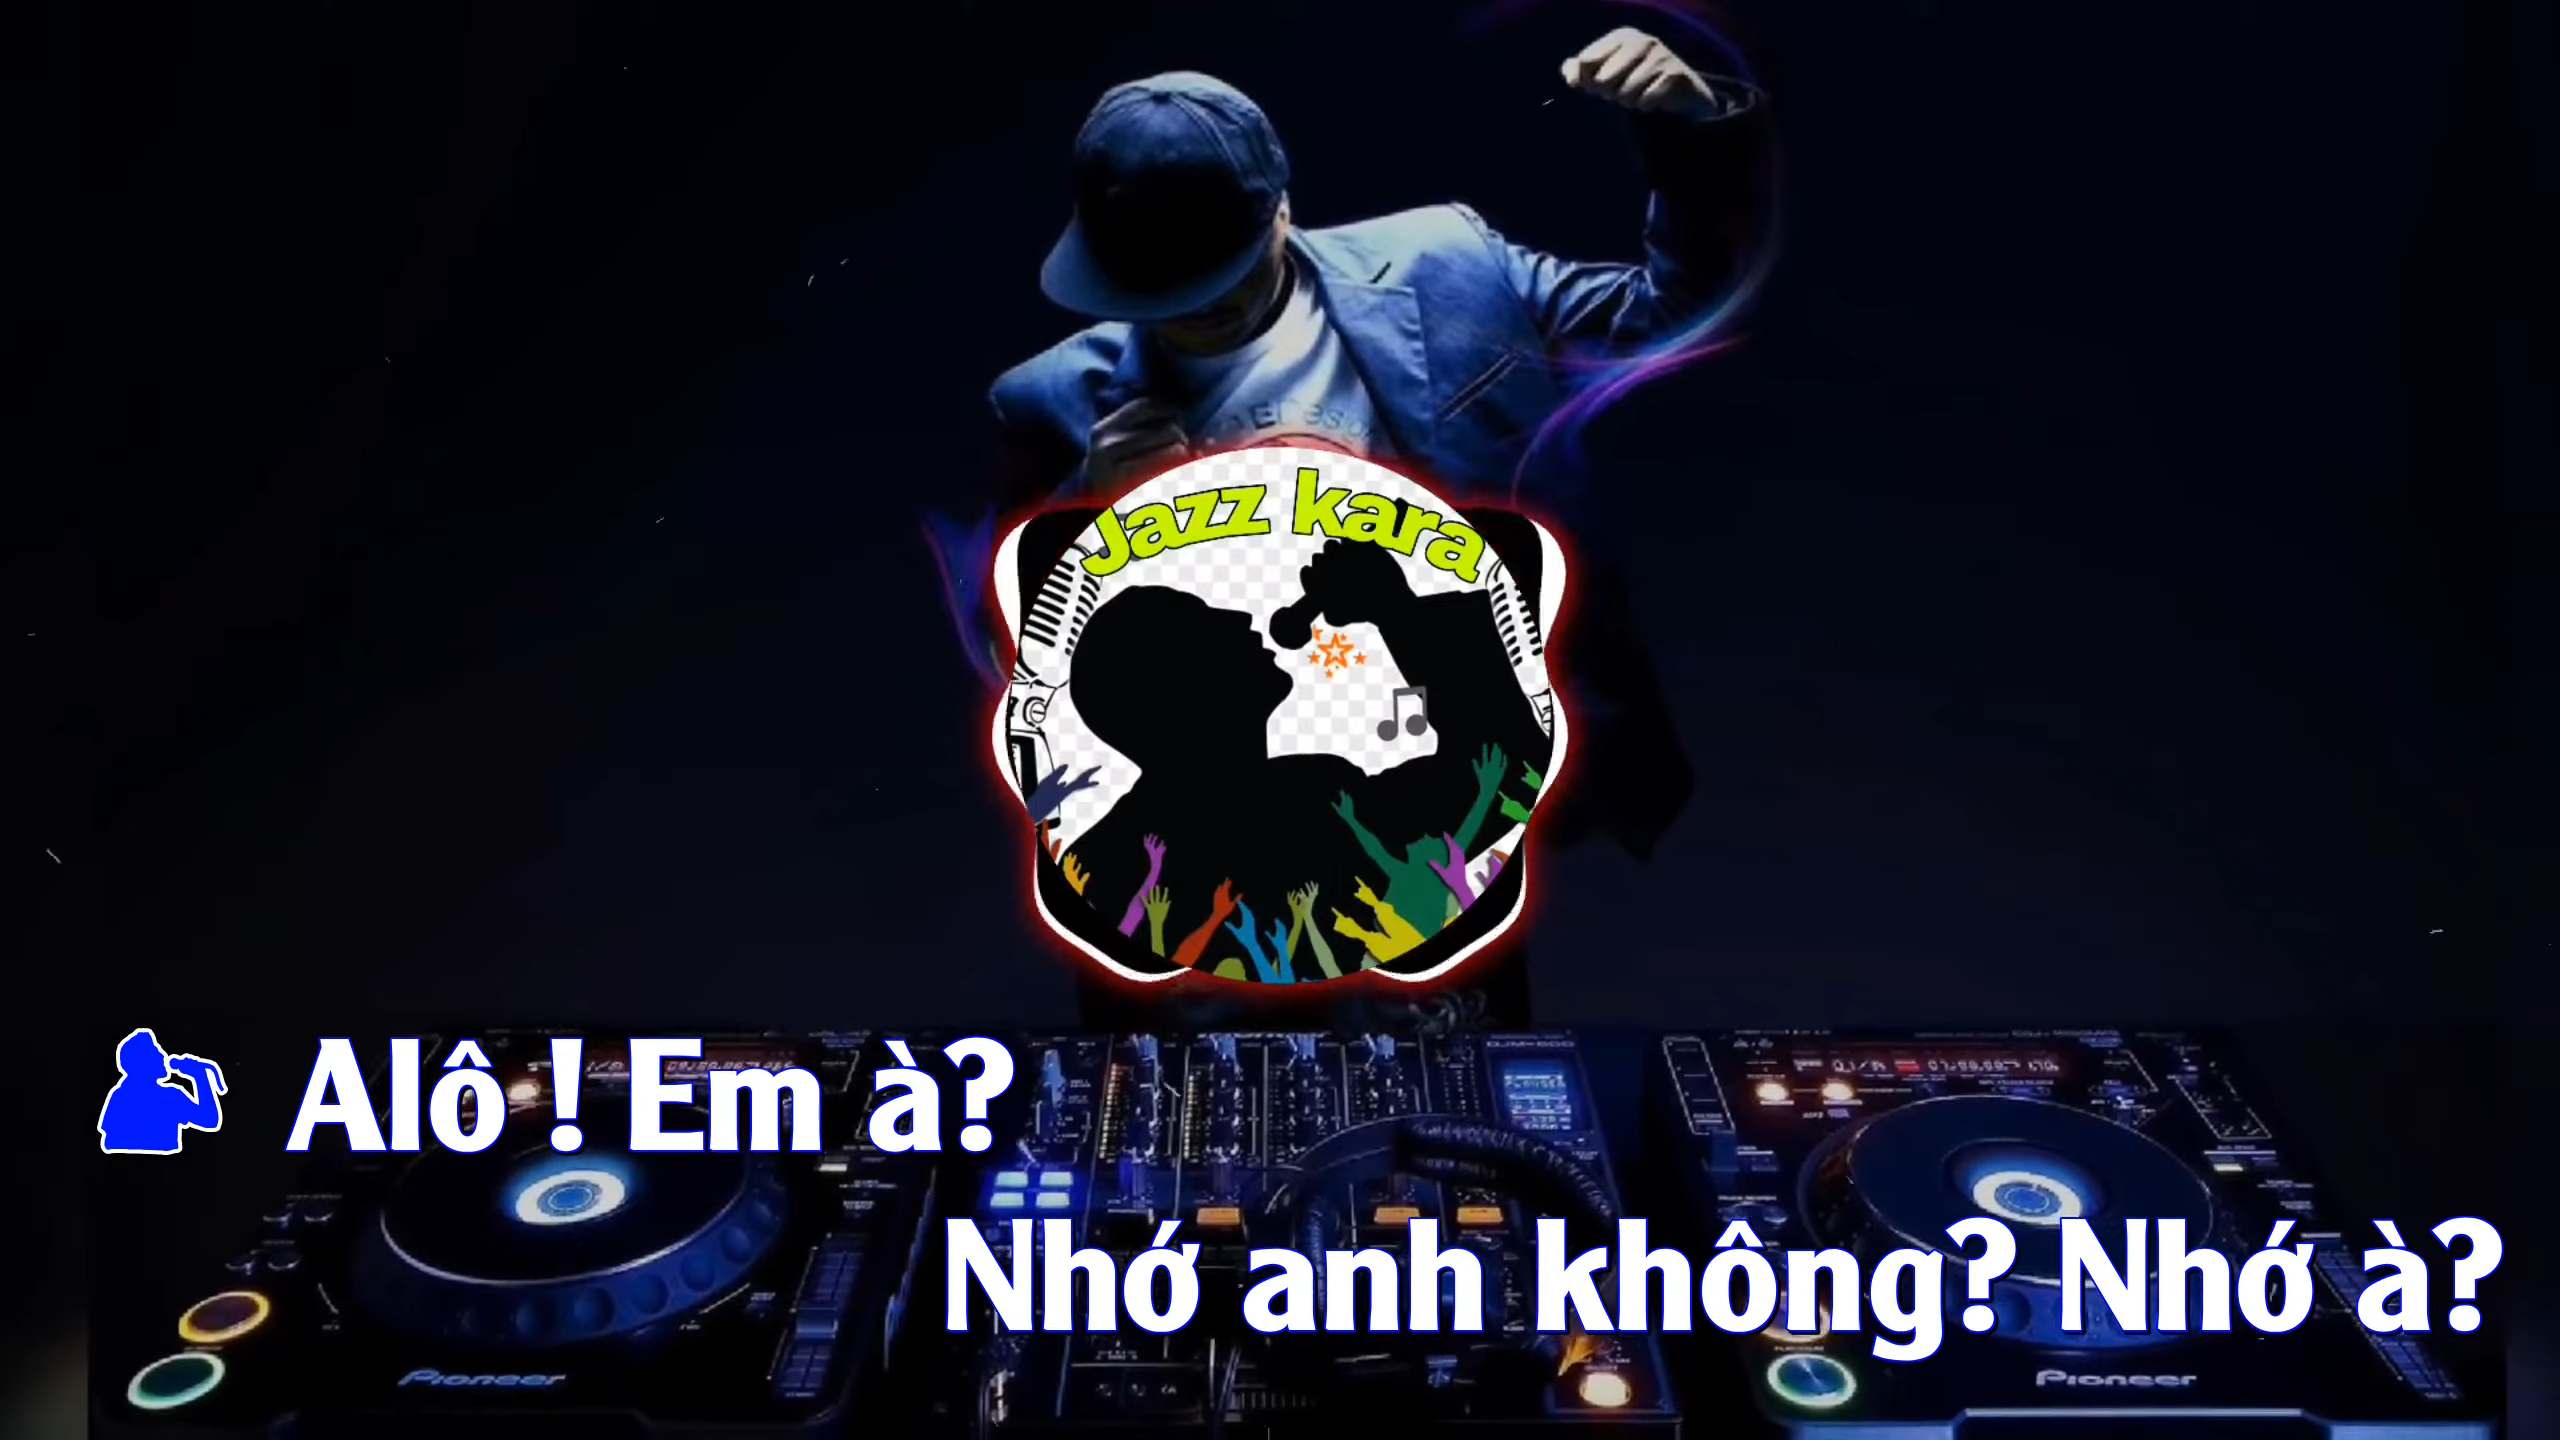 Jazz kara
Alô ! Em à?
Nhớ anh không? Nhớ à?
Pioneer
Pioneer